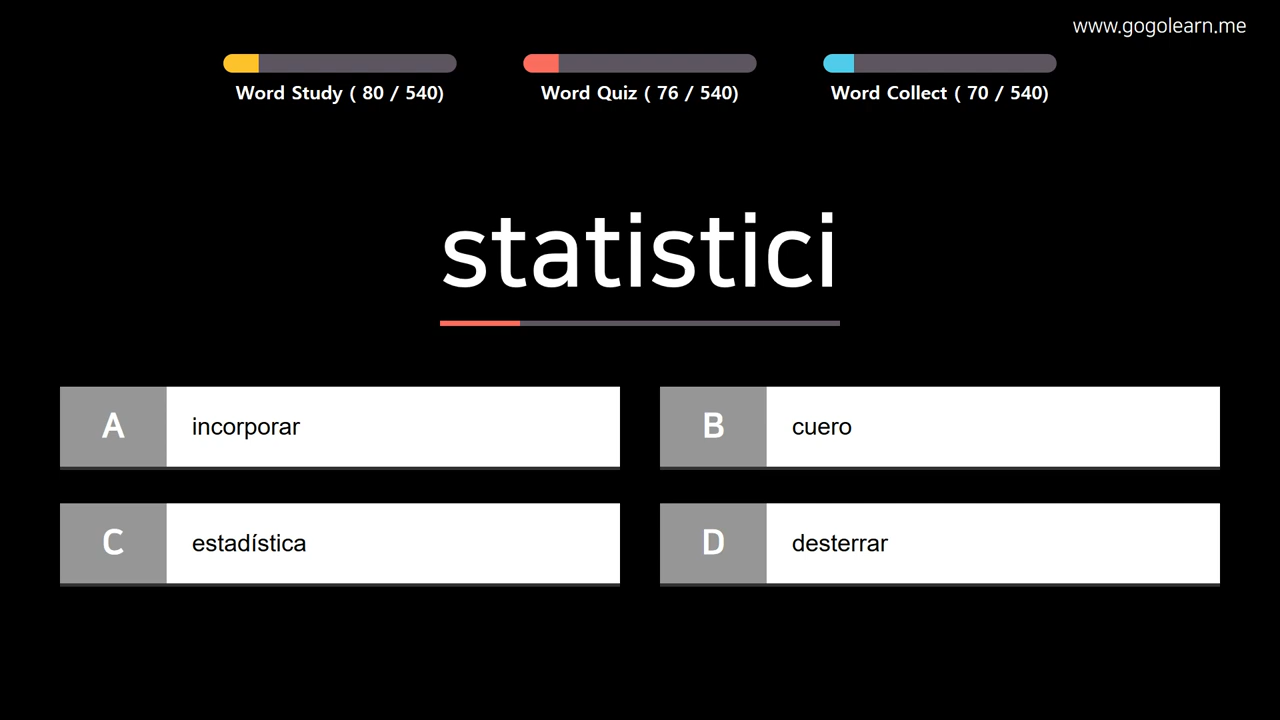 www.gogolearn.me
Word Study ( 80 / 540)
Word Quiz ( 76 / 540)
Word Collect ( 70 / 540)
statistici
A incorporar
B cuero
C estadística
D desterrar